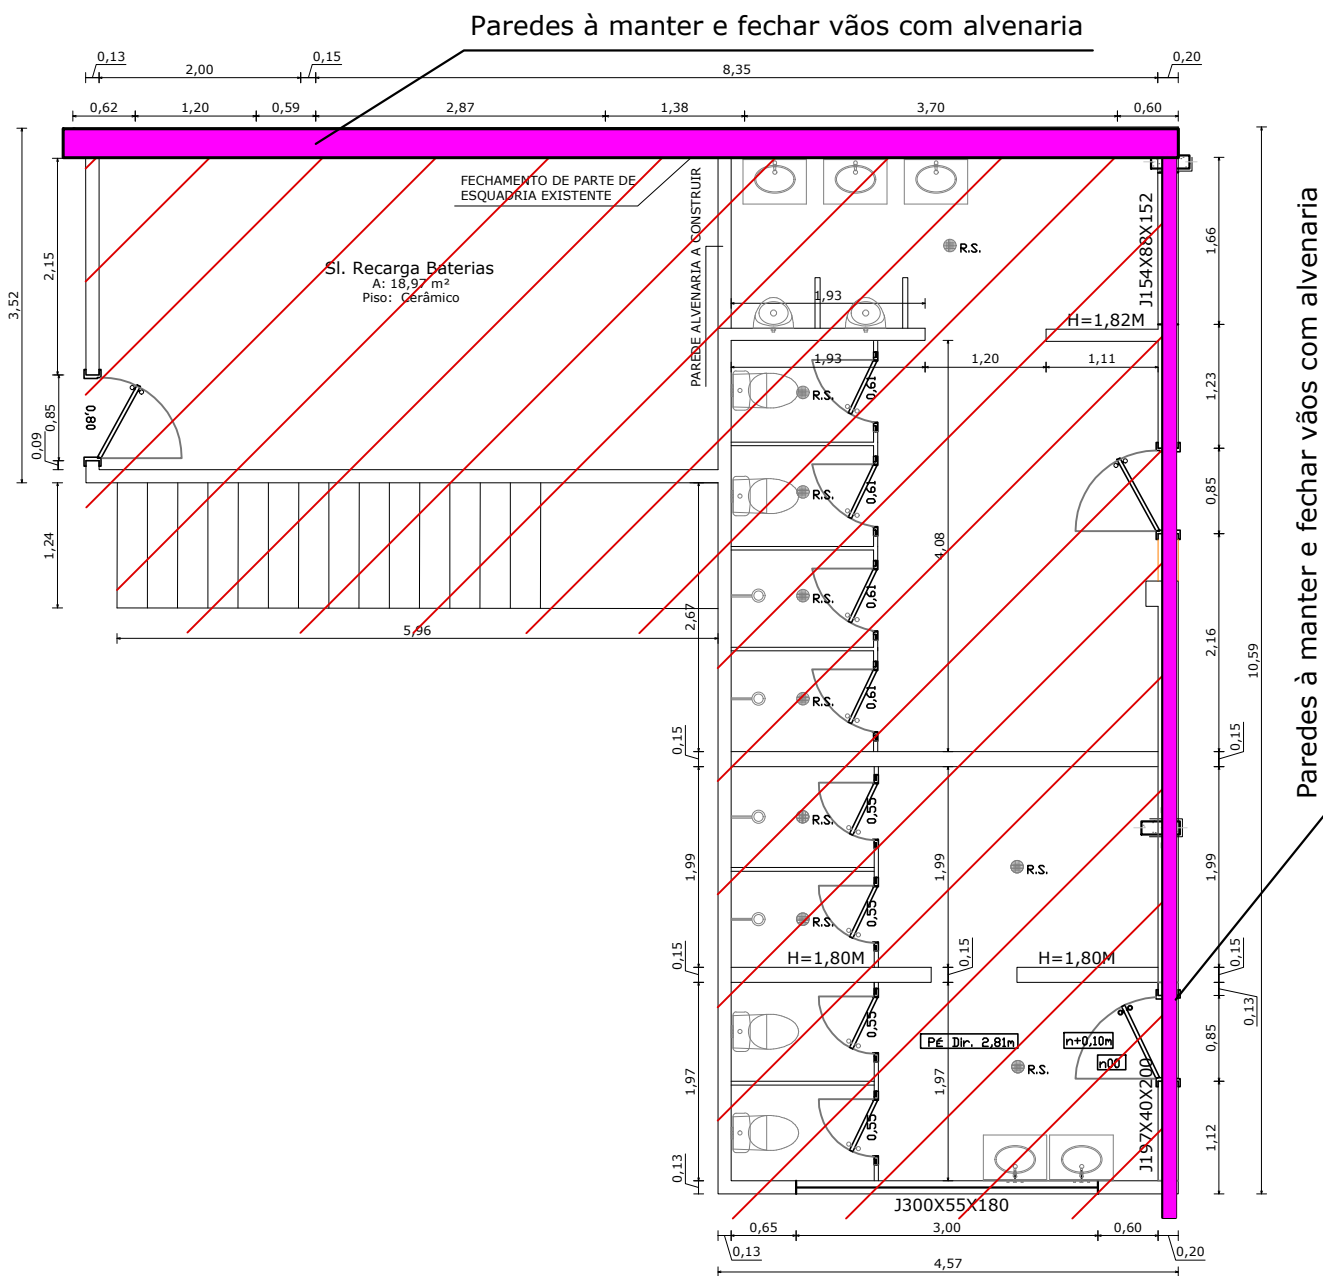 Paredes à manter e fechar vãos com alvenaria
0,13
2,00
0,15
8,35
0,20
0,62
1,20
0,59
2,87
1,38
3,70
0,60
FECHAMENTO DE PARTE DE
ESQUADRIA EXISTENTE
PAREDE ALVENARIA A CONSTRUIR
Sl. Recarga Baterias
A: 18,97 m²
Piso: Cerâmico
3,52
2,15
0,85
0,09
0,80
1,24
5,96
2,67
R.S.
J154X88X152
1,93
H=1,82M
1,93
1,20
1,11
R.S.
0,61
R.S.
0,61
R.S.
0,61
R.S.
0,61
4,08
1,66
1,23
0,85
2,16
10,59
Paredes à manter e fechar vãos com alvenaria
0,15
0,15
R.S.
0,55
R.S.
0,55
R.S.
1,99
1,99
1,99
H=1,80M
H=1,80M
0,15
0,15
0,15
0,13
0,55
Pé Dir. 2,81m
n+0,10m
n00
R.S.
0,55
1,97
1,97
0,85
1,12
J197X40X200
0,13
J300X55X180
0,65
3,00
0,60
0,13
0,20
4,57